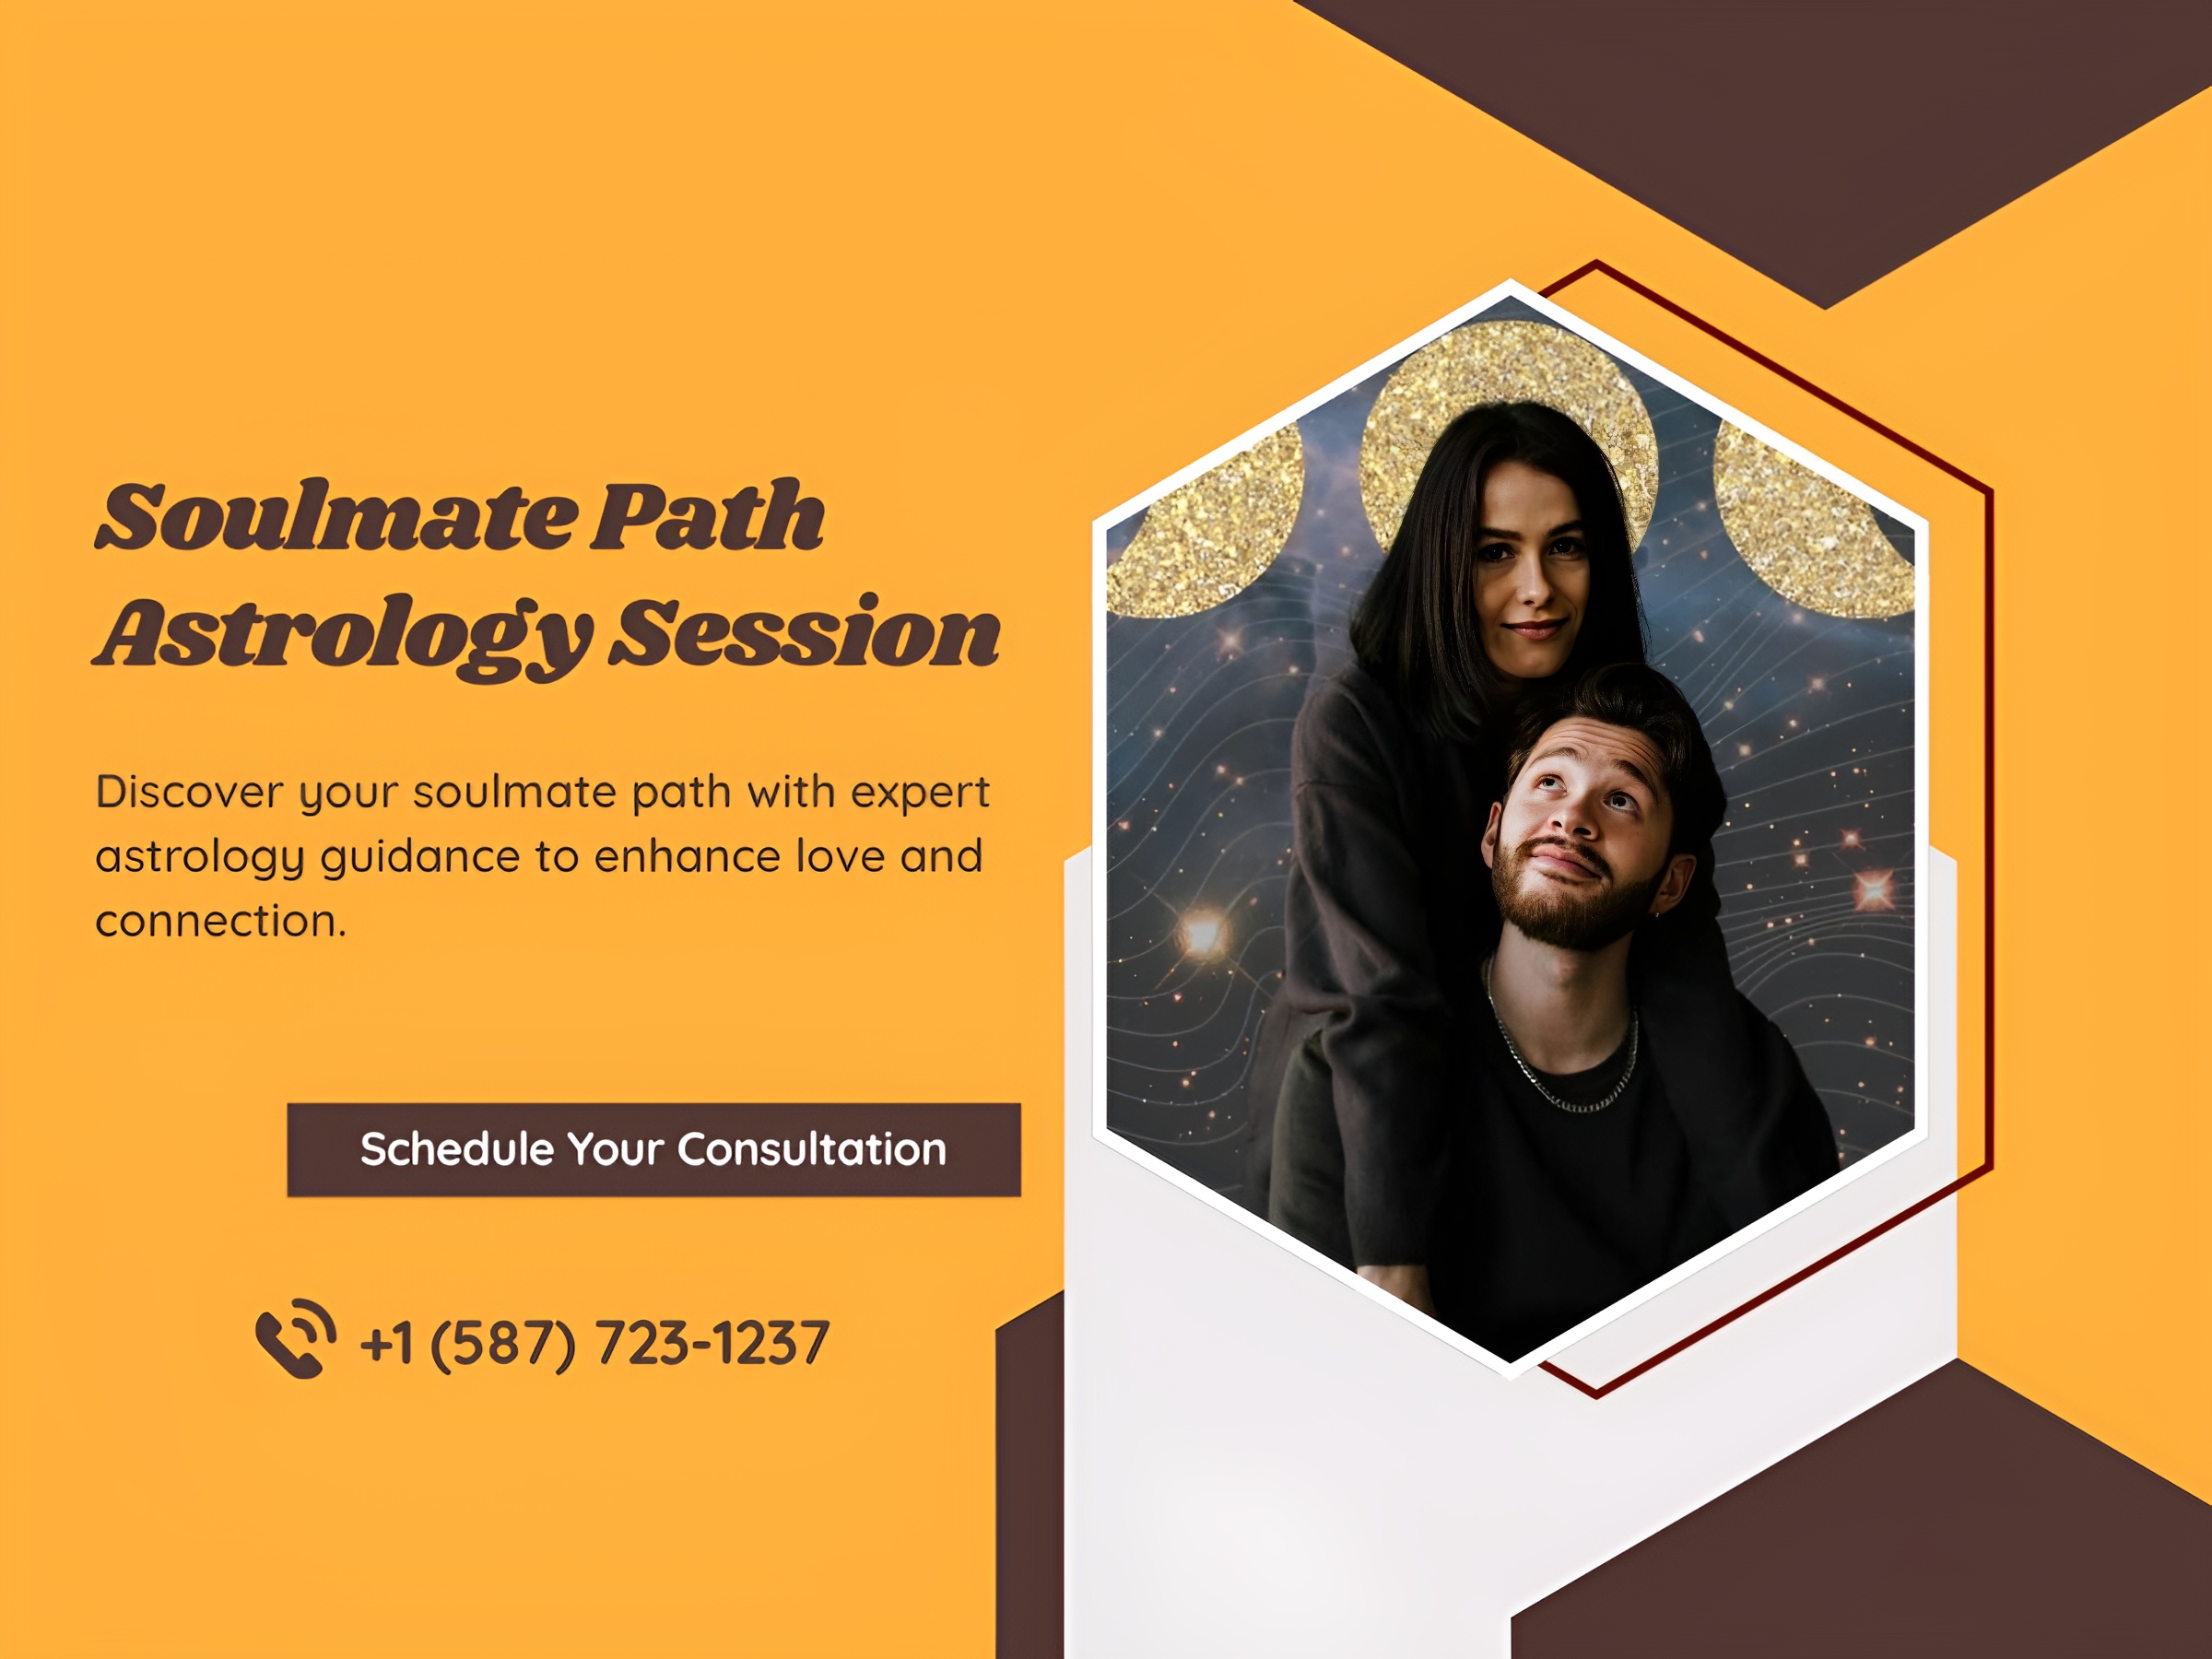 Soulmate Path
Astrology Session
Discover your soulmate path with expert
astrology guidance to enhance love and
connection.
Schedule Your Consultation
+1 (587) 723-1237